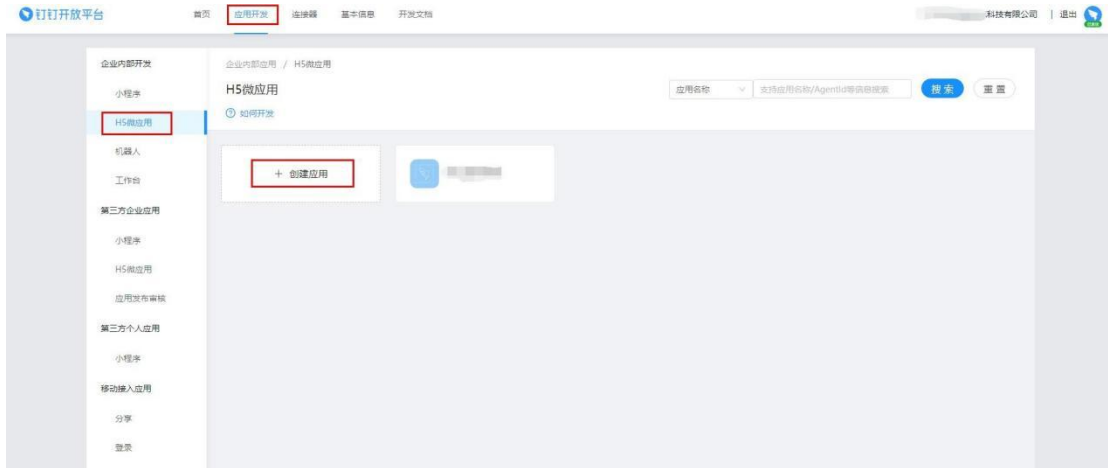 钉钉开放平台 首页 应用开发 连接器 基本信息 开发文档 科技有限公司 | 退出
企业内部开发
小程序
H5微应用
机器人
工作台
第三方企业应用
小程序
H5微应用
应用发布审核
第三方个人应用
小程序
移动接入应用
分享
登录
企业内部应用 / H5微应用
H5微应用
如何开发
应用名称 支持应用名称/AgentId等信息搜索 搜索 重置
+ 创建应用